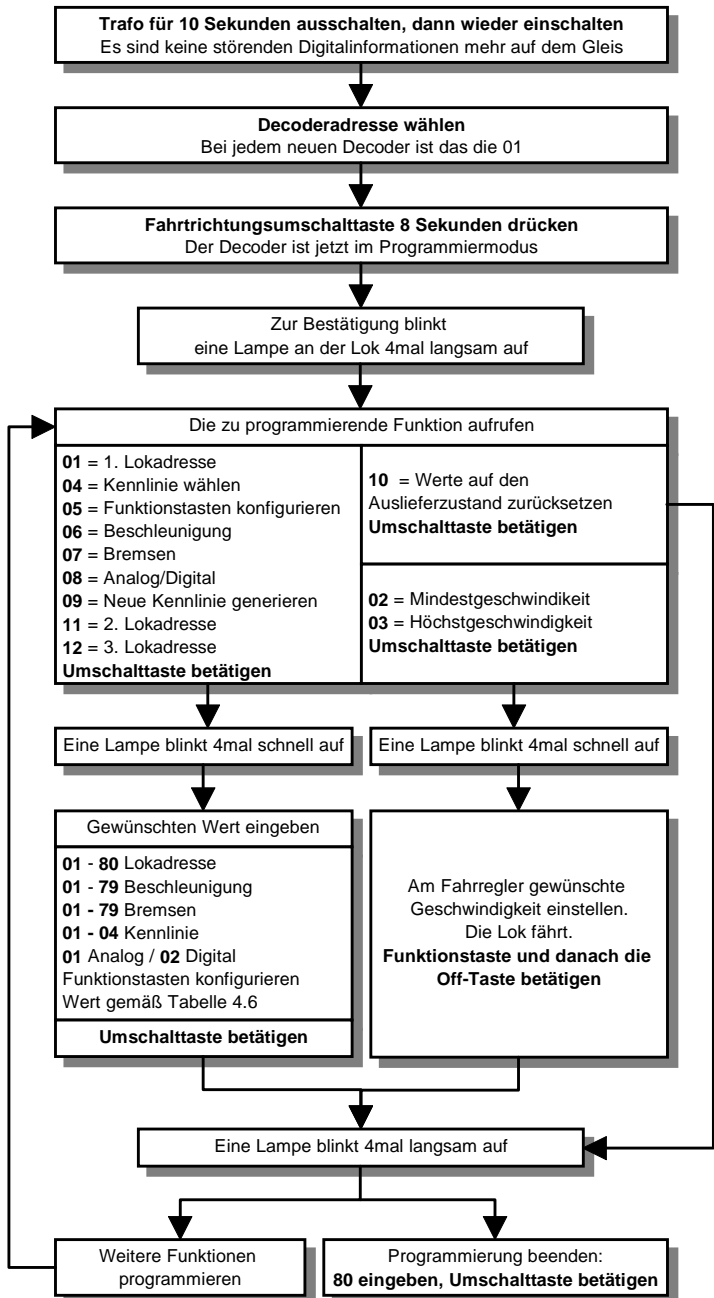 Trafo für 10 Sekunden ausschalten, dann wieder einschalten
Es sind keine störenden Digitalinformationen mehr auf dem Gleis
Decoderadresse wählen
Bei jedem neuen Decoder ist das die 01
Fahrtrichtungsumschalttaste 8 Sekunden drücken
Der Decoder ist jetzt im Programmiermodus
Zur Bestätigung blinkt
eine Lampe an der Lok 4mal langsam auf
Die zu programmierende Funktion aufrufen
01 = 1. Lokadresse
04 = Kennlinie wählen
05 = Funktionstasten konfigurieren
06 = Beschleunigung
07 = Bremsen
08 = Analog/Digital
09 = Neue Kennlinie generieren
11 = 2. Lokadresse
12 = 3. Lokadresse
Umschalttaste betätigen
10 = Werte auf den
Auslieferzustand zurücksetzen
Umschalttaste betätigen
02 = Mindestgeschwindikeit
03 = Höchstgeschwindigkeit
Umschalttaste betätigen
Eine Lampe blinkt 4mal schnell auf
Eine Lampe blinkt 4mal schnell auf
Gewünschten Wert eingeben
01 - 80 Lokadresse
01 - 79 Beschleunigung
01 - 79 Bremsen
01 - 04 Kennlinie
01 Analog / 02 Digital
Funktionstasten konfigurieren
Wert gemäß Tabelle 4.6
Umschalttaste betätigen
Am Fahrregler gewünschte
Geschwindigkeit einstellen.
Die Lok fährt.
Funktionstaste und danach die
Off-Taste betätigen
Eine Lampe blinkt 4mal langsam auf
Weitere Funktionen
programmieren
Programmierung beenden:
80 eingeben, Umschalttaste betätigen